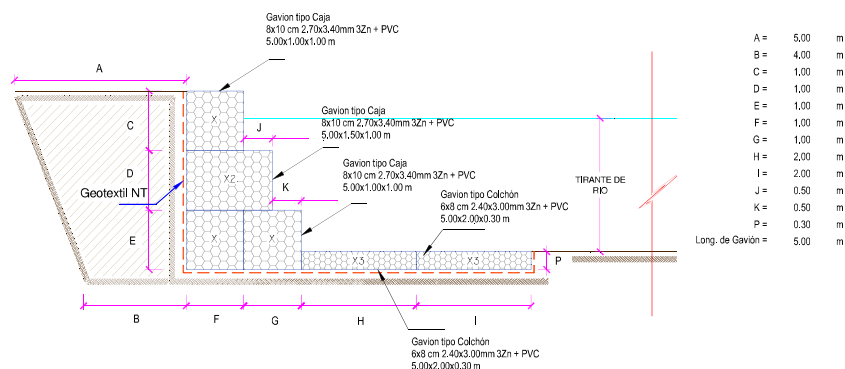 Gavion tipo Caja
8x10 cm 2.70x3.40mm 3Zn + PVC
5.00x1.00x1.00 m
A
C
D
E
Geotextil NT
X
J
Gavion tipo Caja
8x10 cm 2.70x3.40mm 3Zn + PVC
5.00x1.50x1.00 m
X2
K
Gavion tipo Caja
8x10 cm 2.70x3.40mm 3Zn + PVC
5.00x1.00x1.00 m
X
X
Gavion tipo Colchón
6x8 cm 2.40x3.00mm 3Zn + PVC
5.00x2.00x0.30 m
X3
X3
P
TIRANTE DE
RIO
B
F
G
H
I
Gavion tipo Colchón
6x8 cm 2.40x3.00mm 3Zn + PVC
5.00x2.00x0.30 m
A = 5,00 m
B = 4,00 m
C = 1,00 m
D = 1,00 m
E = 1,00 m
F = 1,00 m
G = 1,00 m
H = 2,00 m
I = 2.00 m
J = 0.50 m
K = 0.50 m
P = 0.30 m
Long. de Gavión = 5.00 m